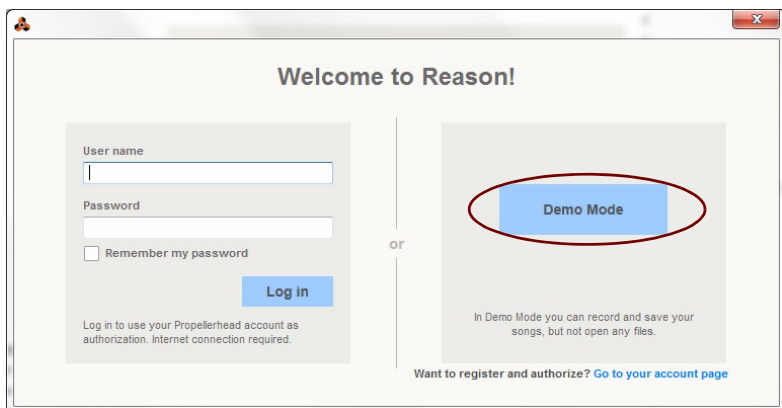 Welcome to Reason!
User name
Password
Remember my password
Log in
Log in to use your Propellerhead account as
authorization. Internet connection required.
or
Demo Mode
In Demo Mode you can record and save your
songs, but not open any files.
Want to register and authorize? Go to your account page